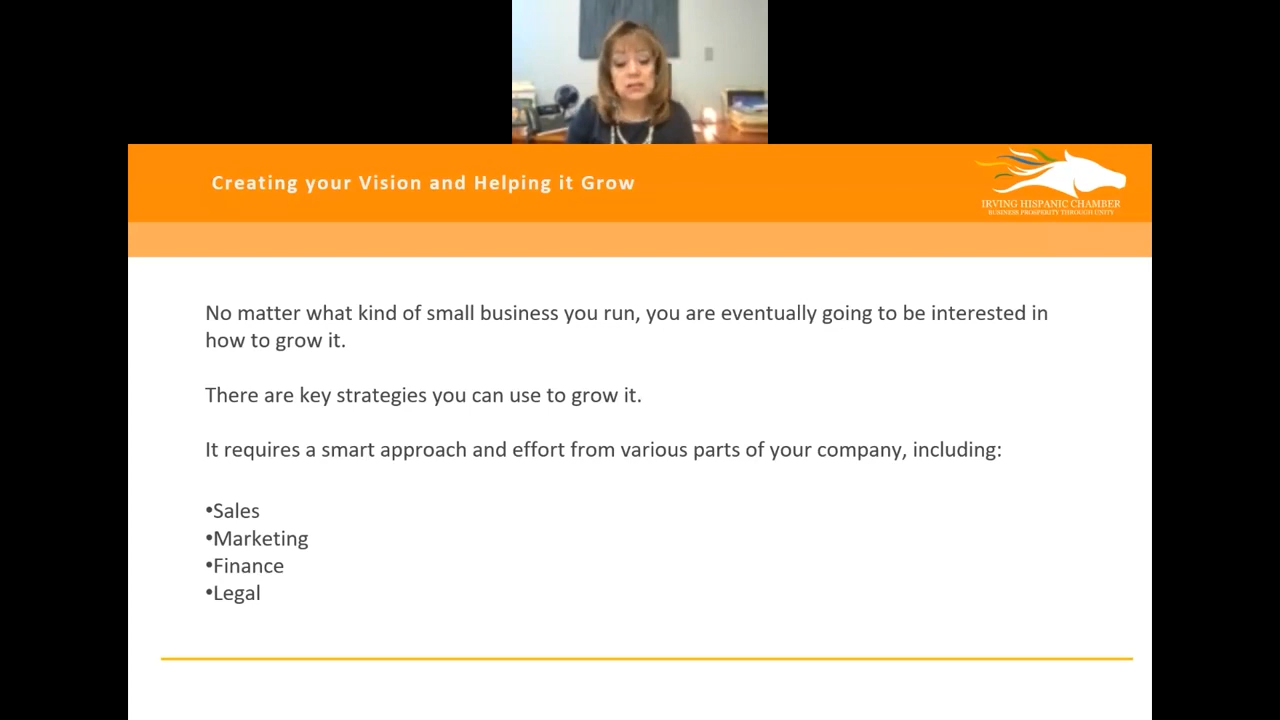 Creating your Vision and Helping it Grow
IRVING HISPANIC CHAMBER
BUSINESS PROSPERITY THROUGH UNITY
No matter what kind of small business you run, you are eventually going to be interested in
how to grow it.
There are key strategies you can use to grow it.
It requires a smart approach and effort from various parts of your company, including:
•Sales
•Marketing
•Finance
•Legal